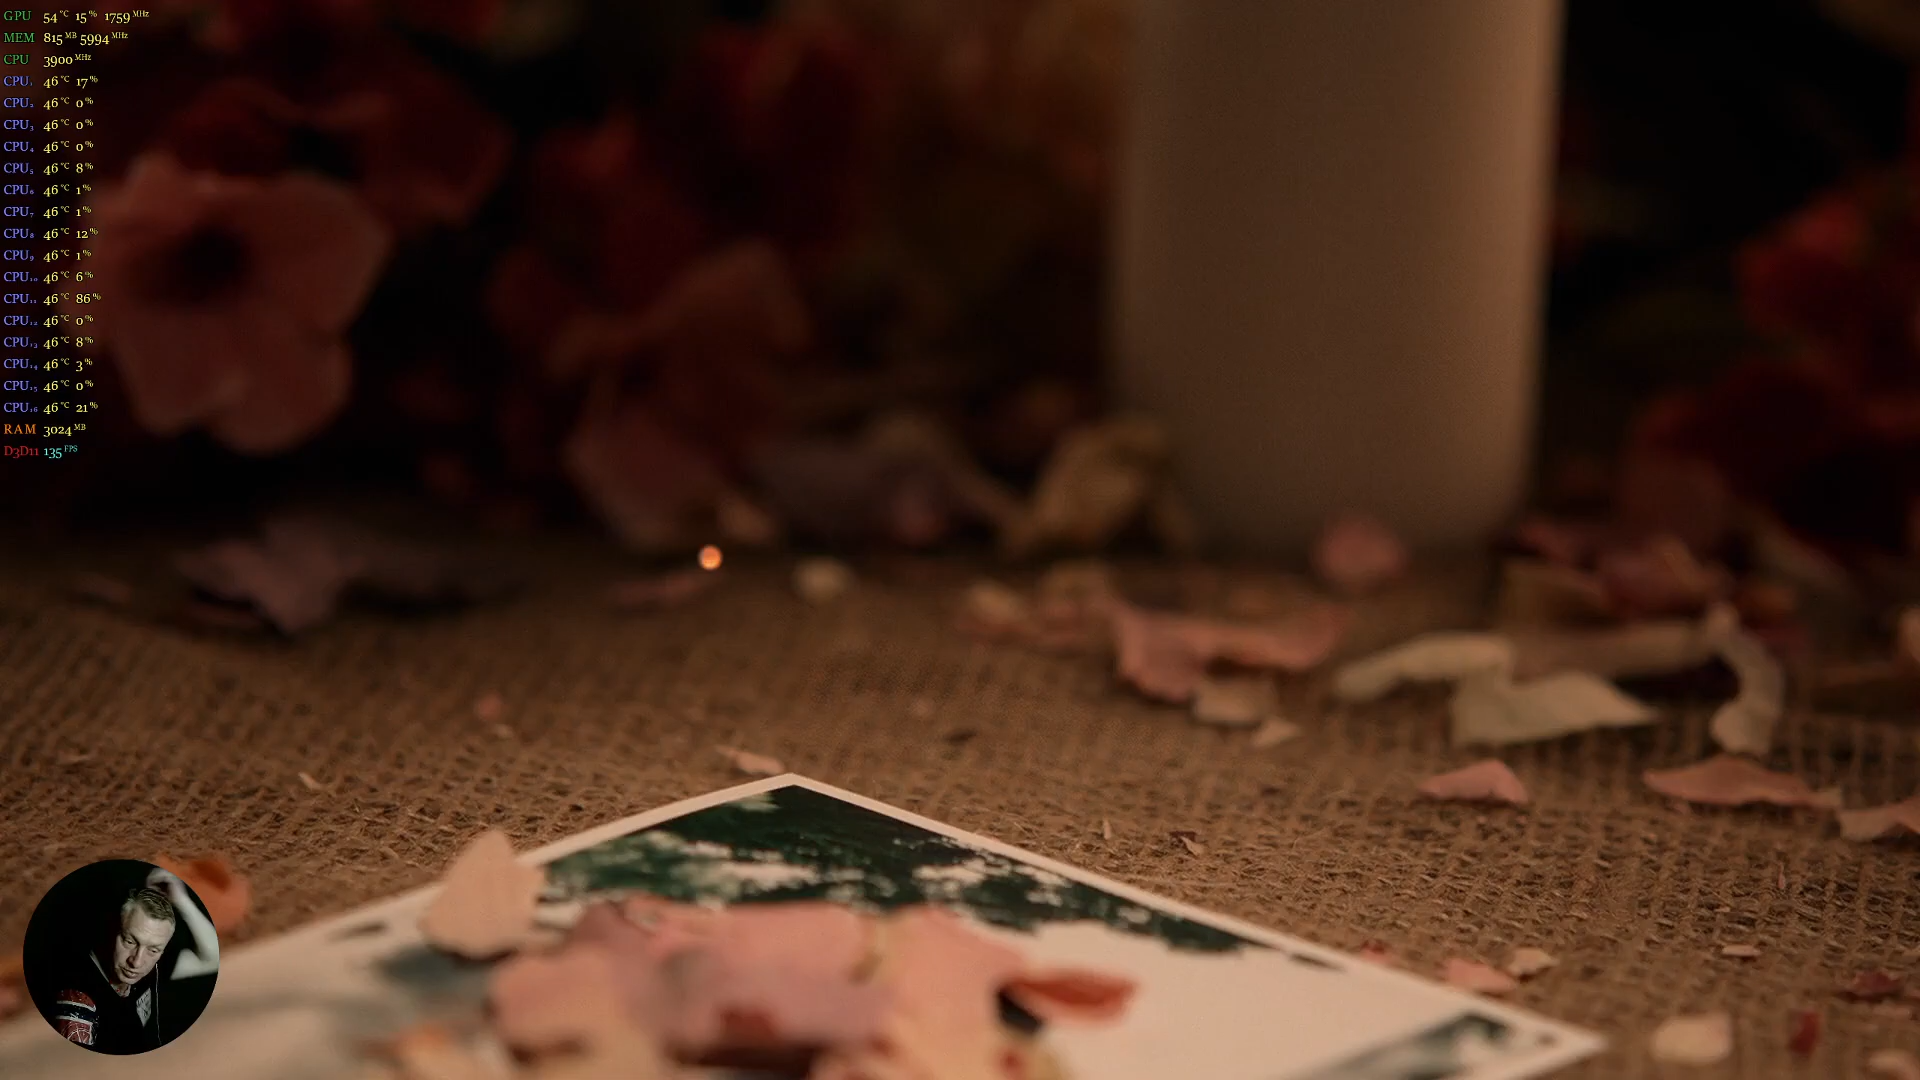 GPU 54 °C 15 % 1759 MHz
MEM 815 MB 5994 MHz
CPU 3900 MHz
CPU1 46 °C 17 %
CPU2 46 °C 0 %
CPU3 46 °C 0 %
CPU4 46 °C 0 %
CPU5 46 °C 8 %
CPU6 46 °C 1 %
CPU7 46 °C 1 %
CPU8 46 °C 12 %
CPU9 46 °C 1 %
CPU10 46 °C 6 %
CPU11 46 °C 86 %
CPU12 46 °C 0 %
CPU13 46 °C 8 %
CPU14 46 °C 3 %
CPU15 46 °C 0 %
CPU16 46 °C 21 %
RAM 3024 MB
D3D11 135 FPS